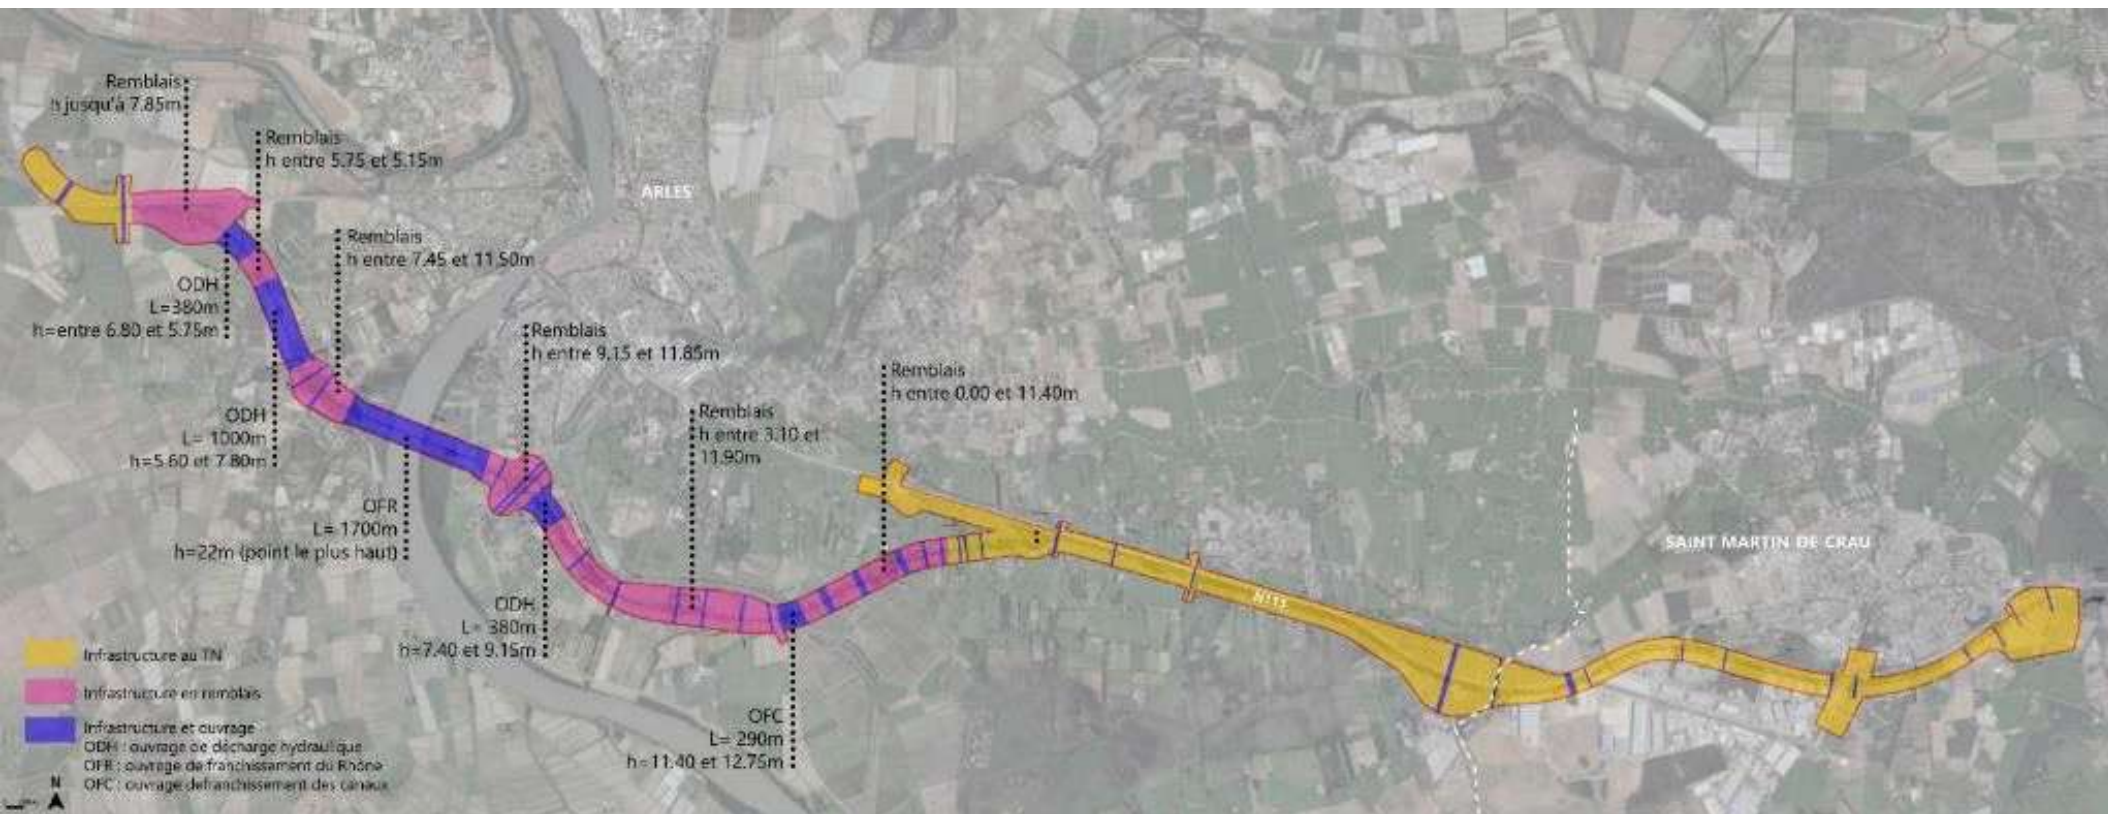 Remblais
h jusqu'à 7.85m
Remblais
h entre 5.75 et 5.15m
ARLES
Remblais
h entre 7.45 et 11.50m
ODH
L=380m
h=entre 6.80 et 5.75m
Remblais
h entre 9.15 et 11.85m
Remblais
h entre 0.00 et 11.40m
ODH
L= 1000m
h=5.60 et 7.80m
Remblais
h entre 3.10 et
11.90m
OFR
L= 1700m
h=22m (point le plus haut)
SAINT MARTIN DE CRAU
N113
ODH
L= 380m
h=7.40 et 9.15m
OFC
L= 290m
h=11.40 et 12.75m
Infrastructure au TN
Infrastructure en remblais
Infrastructure et ouvrage
ODH : ouvrage de décharge hydraulique
OFR : ouvrage de franchissement du Rhône
OFC : ouvrage defranchissement des canaux
N